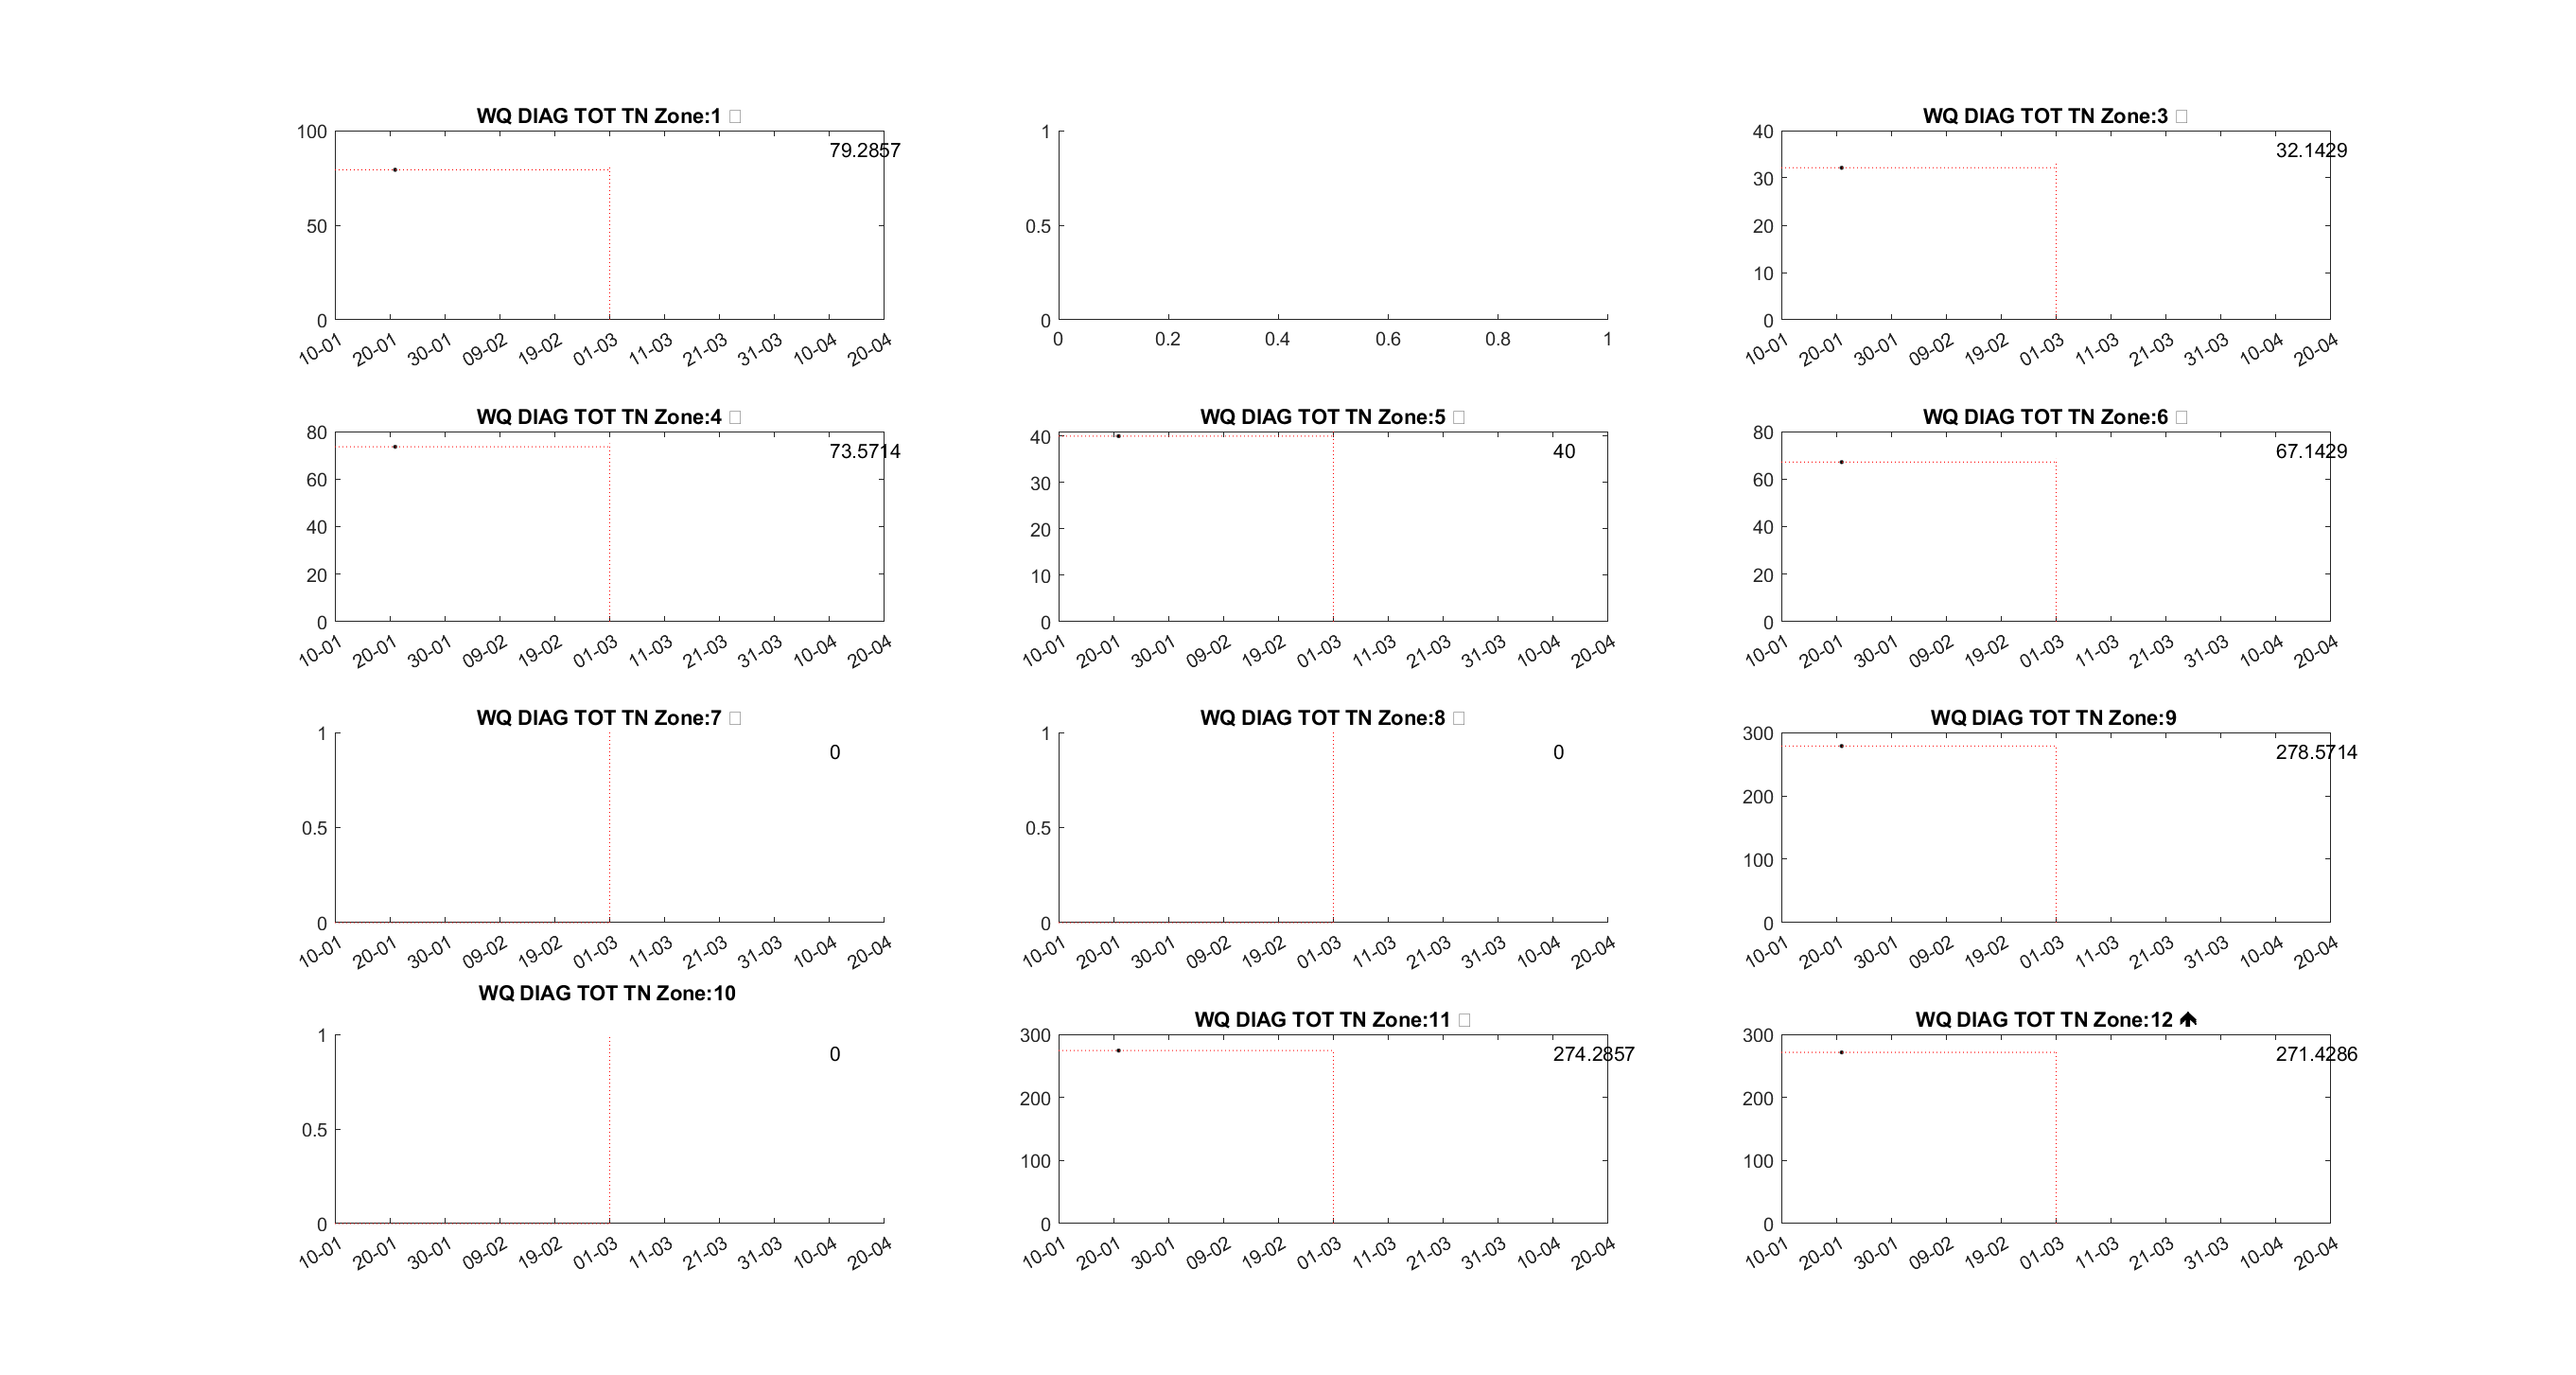 WQ DIAG TOT TN Zone:1 □
100
50
0
79.2857
10-01 20-01 30-01 09-02 19-02 01-03 11-03 21-03 31-03 10-04 20-04
1
0.5
0
0 0.2 0.4 0.6 0.8 1
WQ DIAG TOT TN Zone:3 □
40
30
20
10
0
32.1429
10-01 20-01 30-01 09-02 19-02 01-03 11-03 21-03 31-03 10-04 20-04
WQ DIAG TOT TN Zone:4 □
80
60
40
20
0
73.5714
10-01 20-01 30-01 09-02 19-02 01-03 11-03 21-03 31-03 10-04 20-04
WQ DIAG TOT TN Zone:5 □
40
30
20
10
0
40
10-01 20-01 30-01 09-02 19-02 01-03 11-03 21-03 31-03 10-04 20-04
WQ DIAG TOT TN Zone:6 □
80
60
40
20
0
67.1429
10-01 20-01 30-01 09-02 19-02 01-03 11-03 21-03 31-03 10-04 20-04
WQ DIAG TOT TN Zone:7 □
1
0.5
0
0
10-01 20-01 30-01 09-02 19-02 01-03 11-03 21-03 31-03 10-04 20-04
WQ DIAG TOT TN Zone:8 □
1
0.5
0
0
10-01 20-01 30-01 09-02 19-02 01-03 11-03 21-03 31-03 10-04 20-04
WQ DIAG TOT TN Zone:9
300
200
100
0
278.5714
10-01 20-01 30-01 09-02 19-02 01-03 11-03 21-03 31-03 10-04 20-04
WQ DIAG TOT TN Zone:10
1
0.5
0
0
10-01 20-01 30-01 09-02 19-02 01-03 11-03 21-03 31-03 10-04 20-04
WQ DIAG TOT TN Zone:11 □
300
200
100
0
274.2857
10-01 20-01 30-01 09-02 19-02 01-03 11-03 21-03 31-03 10-04 20-04
WQ DIAG TOT TN Zone:12 🡹
300
200
100
0
271.4286
10-01 20-01 30-01 09-02 19-02 01-03 11-03 21-03 31-03 10-04 20-04